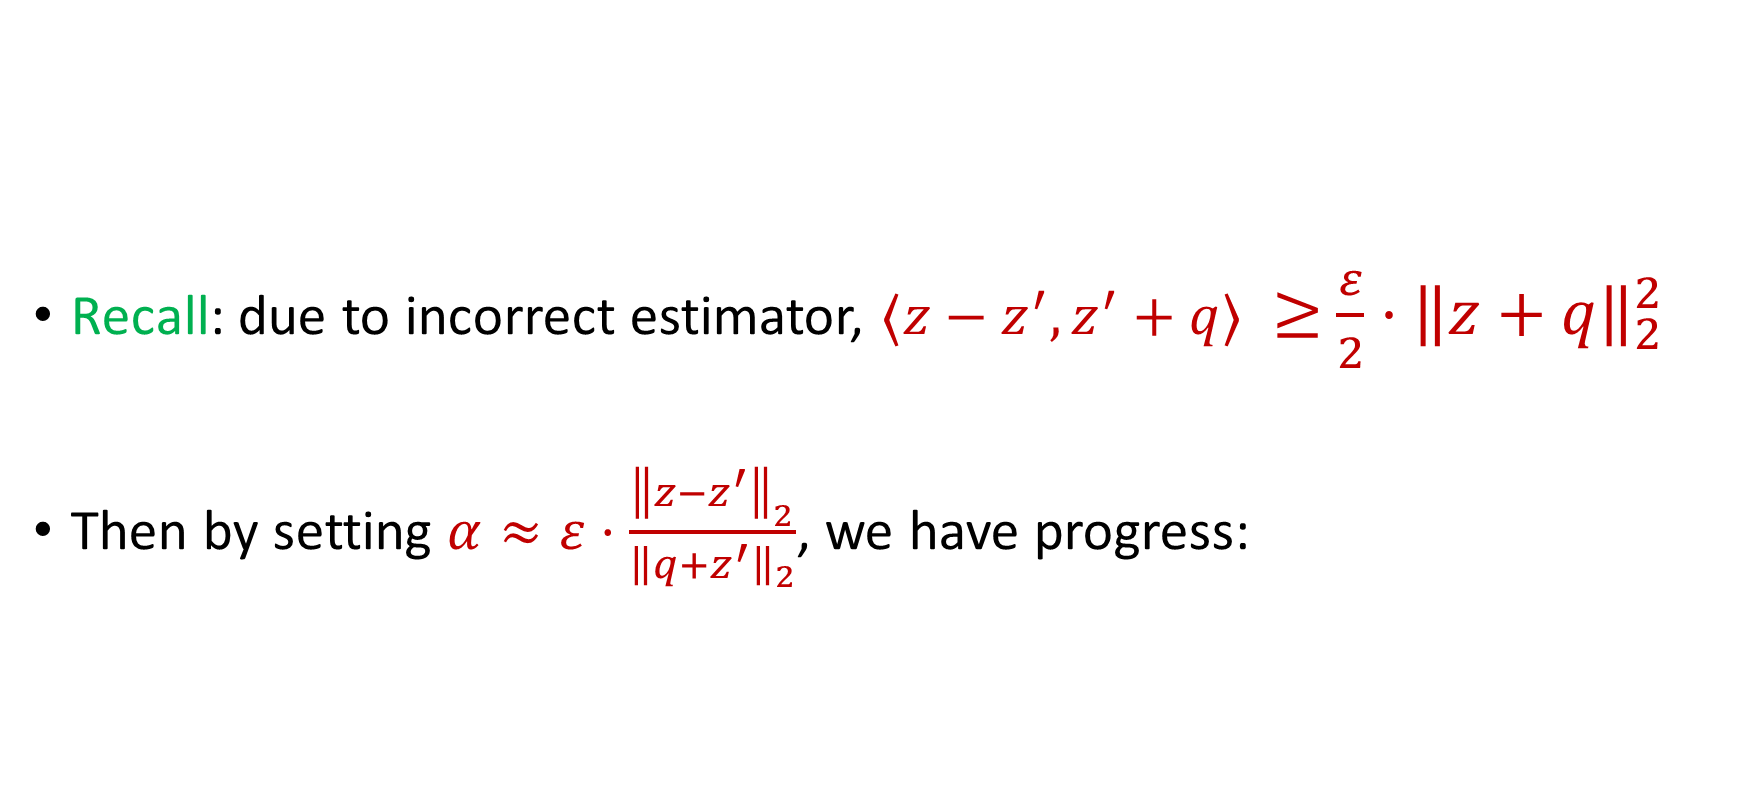 • Recall: due to incorrect estimator, ⟨z − z′, z′ + q⟩ ≥ ε/2 · ‖z + q‖₂²
• Then by setting α ≈ ε · ‖z−z′‖₂ / ‖q+z′‖₂, we have progress: